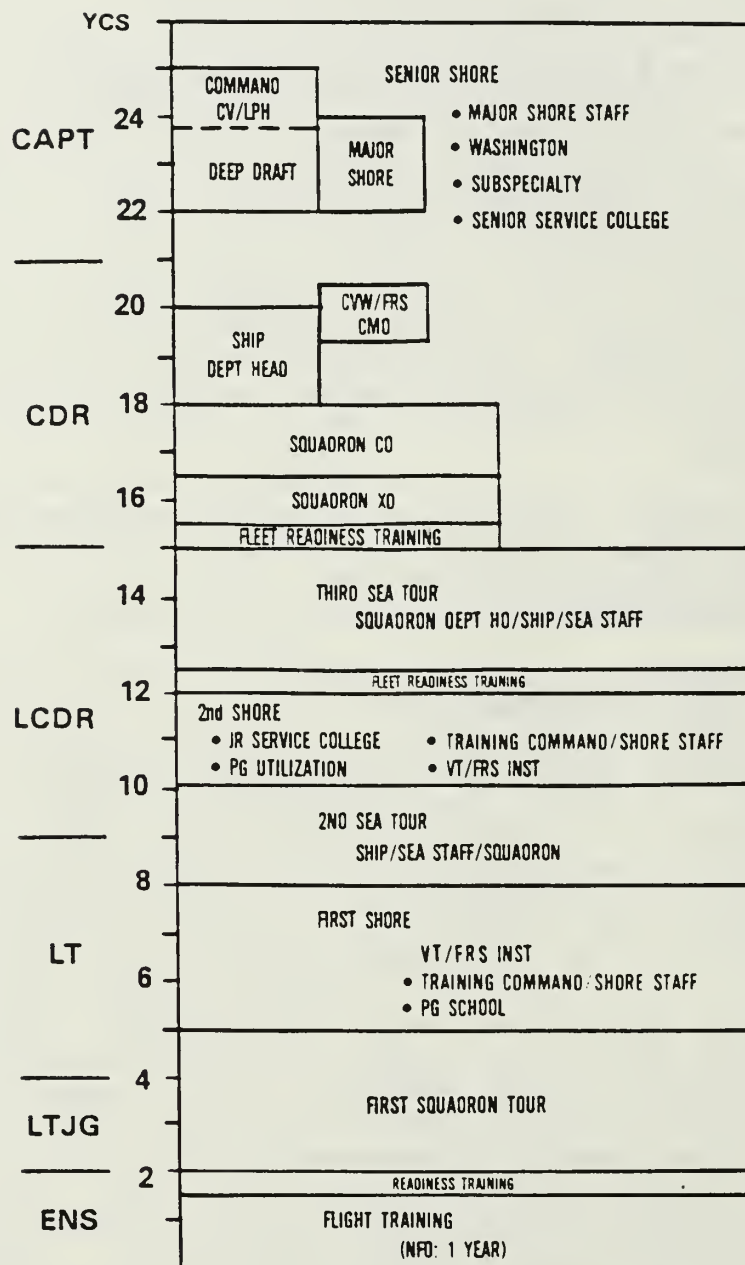 YCS
COMMAND
CV/LPH
SENIOR SHORE
24
• MAJOR SHORE STAFF
CAPT
DEEP DRAFT
MAJOR
SHORE
• WASHINGTON
• SUBSPECIALTY
22
• SENIOR SERVICE COLLEGE
20
CVW/FRS
CMD
SHIP
DEPT HEAD
18
CDR
SQUADRON CO
16
SQUADRON XO
FLEET READINESS TRAINING
14
THIRD SEA TOUR
SQUADRON DEPT HD/SHIP/SEA STAFF
FLEET READINESS TRAINING
12
LCDR
2nd SHORE
• JR SERVICE COLLEGE • TRAINING COMMAND/SHORE STAFF
• PG UTILIZATION • VT/FRS INST
10
2ND SEA TOUR
SHIP/SEA STAFF/SQUADRON
8
FIRST SHORE
LT
VT/FRS INST
6
• TRAINING COMMAND/SHORE STAFF
• PG SCHOOL
4
FIRST SQUADRON TOUR
LTJG
2
READINESS TRAINING
ENS
FLIGHT TRAINING
(NFO: 1 YEAR)